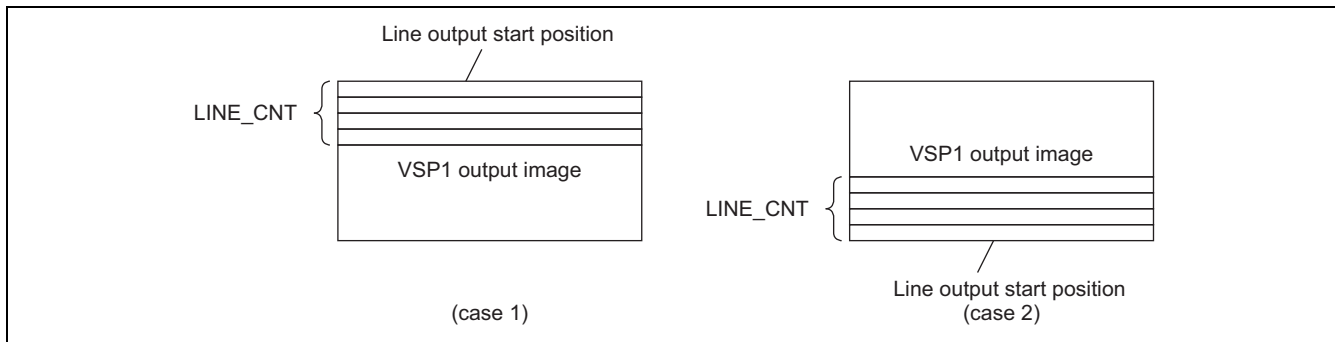 Line output start position
LINE_CNT
VSP1 output image
(case 1)
VSP1 output image
LINE_CNT
Line output start position
(case 2)